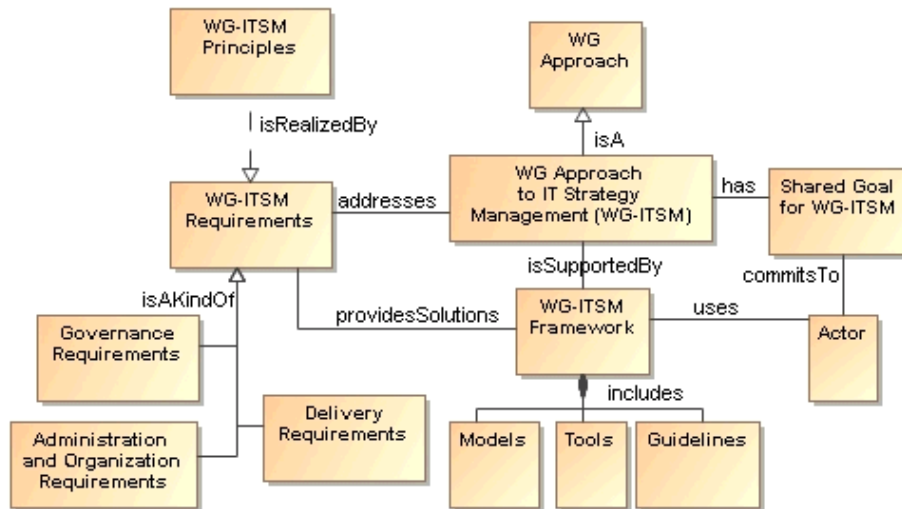 WG-ITSM
Principles
WG
Approach
isRealizedBy
isA
WG-ITSM
Requirements
addresses
WG Approach
to IT Strategy
Management (WG-ITSM)
has
Shared Goal
for WG-ITSM
isSupportedBy
commitsTo
isAKindOf
providesSolutions
WG-ITSM
Framework
uses
Actor
Governance
Requirements
includes
Delivery
Requirements
Administration
and Organization
Requirements
Models
Tools
Guidelines